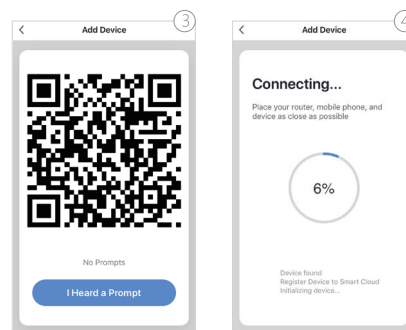 Add Device
3
No Prompts
I Heard a Prompt
Add Device
4
Connecting...
Place your router, mobile phone, and
device as close as possible
6%
Device found
Register Device to Smart Cloud
Initializing device...